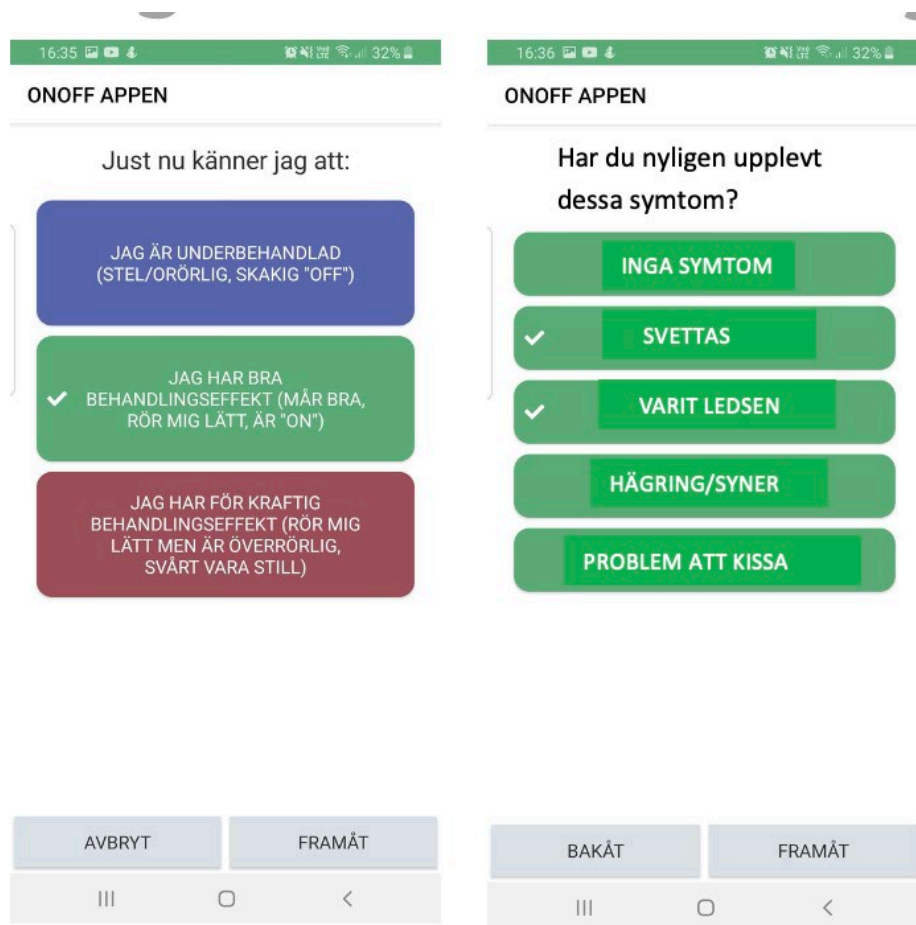 16:35
32%
ONOFF APPEN
Just nu känner jag att:
JAG ÄR UNDERBEHANDLAD
(STEL/ORÖRLIG, SKAKIG "OFF")
JAG HAR BRA
BEHANDLINGSEFFEKT (MÅR BRA,
RÖR MIG LÄTT, ÄR "ON")
JAG HAR FÖR KRAFTIG
BEHANDLINGSEFFEKT (RÖR MIG
LÄTT MEN ÄR ÖVERRÖRLIG,
SVÅRT VARA STILL)
AVBRYT
FRAMÅT
16:36
32%
ONOFF APPEN
Har du nyligen upplevt
dessa symtom?
INGA SYMTOM
SVETTAS
VARIT LEDSEN
HÄGRING/SYNER
PROBLEM ATT KISSA
BAKÅT
FRAMÅT